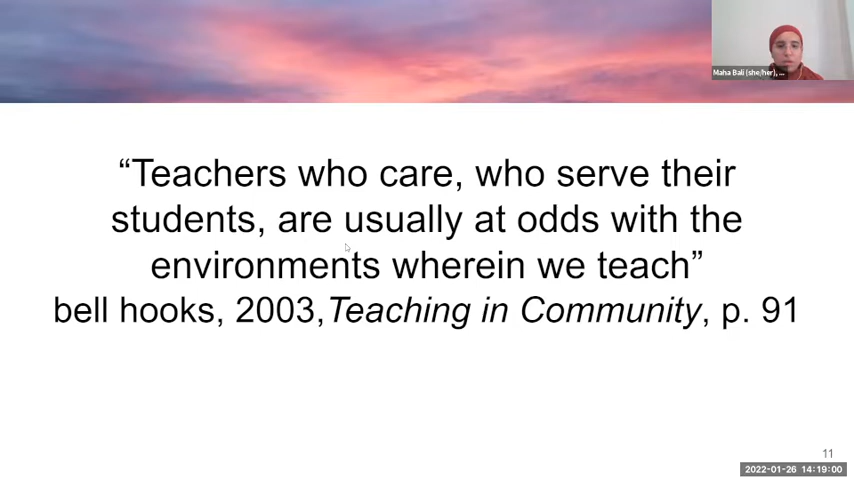 Maha Bali (she/her), ...
“Teachers who care, who serve their
students, are usually at odds with the
environments wherein we teach”
bell hooks, 2003,Teaching in Community, p. 91
11
2022-01-26 14:19:00